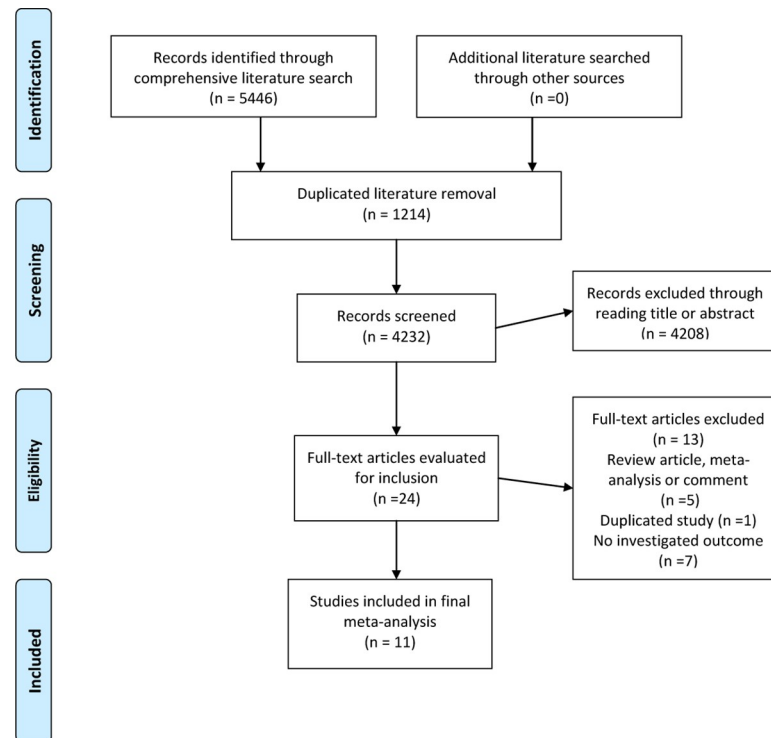 Identification
Records identified through
comprehensive literature search
(n = 5446)
Additional literature searched
through other sources
(n =0)
Duplicated literature removal
(n = 1214)
Screening
Records screened
(n = 4232)
Records excluded through
reading title or abstract
n = 4208)
Eligibility
Full-text articles evaluated
for inclusion
(n =24)
Full-text articles excluded
(n = 13)
Review article, meta-
analysis or comment
(n =5)
Duplicated study (n =1)
No investigated outcome
(n =7)
Included
Studies included in final
meta-analysis
(n = 11)